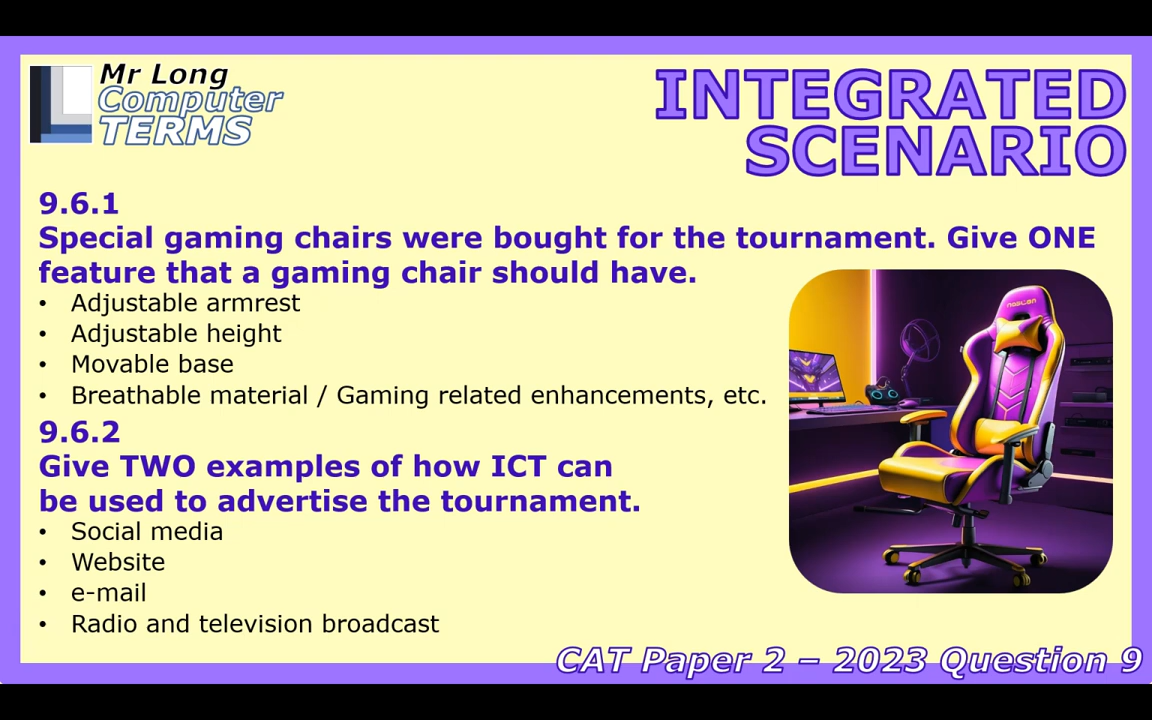 Mr Long
Computer
TERMS
INTEGRATED
SCENARIO
9.6.1
Special gaming chairs were bought for the tournament. Give ONE
feature that a gaming chair should have.
• Adjustable armrest
• Adjustable height
• Movable base
• Breathable material / Gaming related enhancements, etc.
9.6.2
Give TWO examples of how ICT can
be used to advertise the tournament.
• Social media
• Website
• e-mail
• Radio and television broadcast
CAT Paper 2 – 2023 Question 9